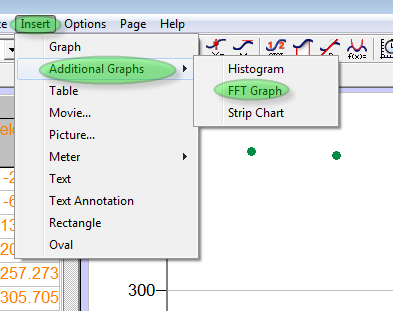 Insert Options Page Help
f(x)=
Graph
Additional Graphs
Histogram
Table
FFT Graph
Movie...
Strip Chart
Picture...
Meter
Text
Text Annotation
Rectangle
Oval
257.273
305.705
300